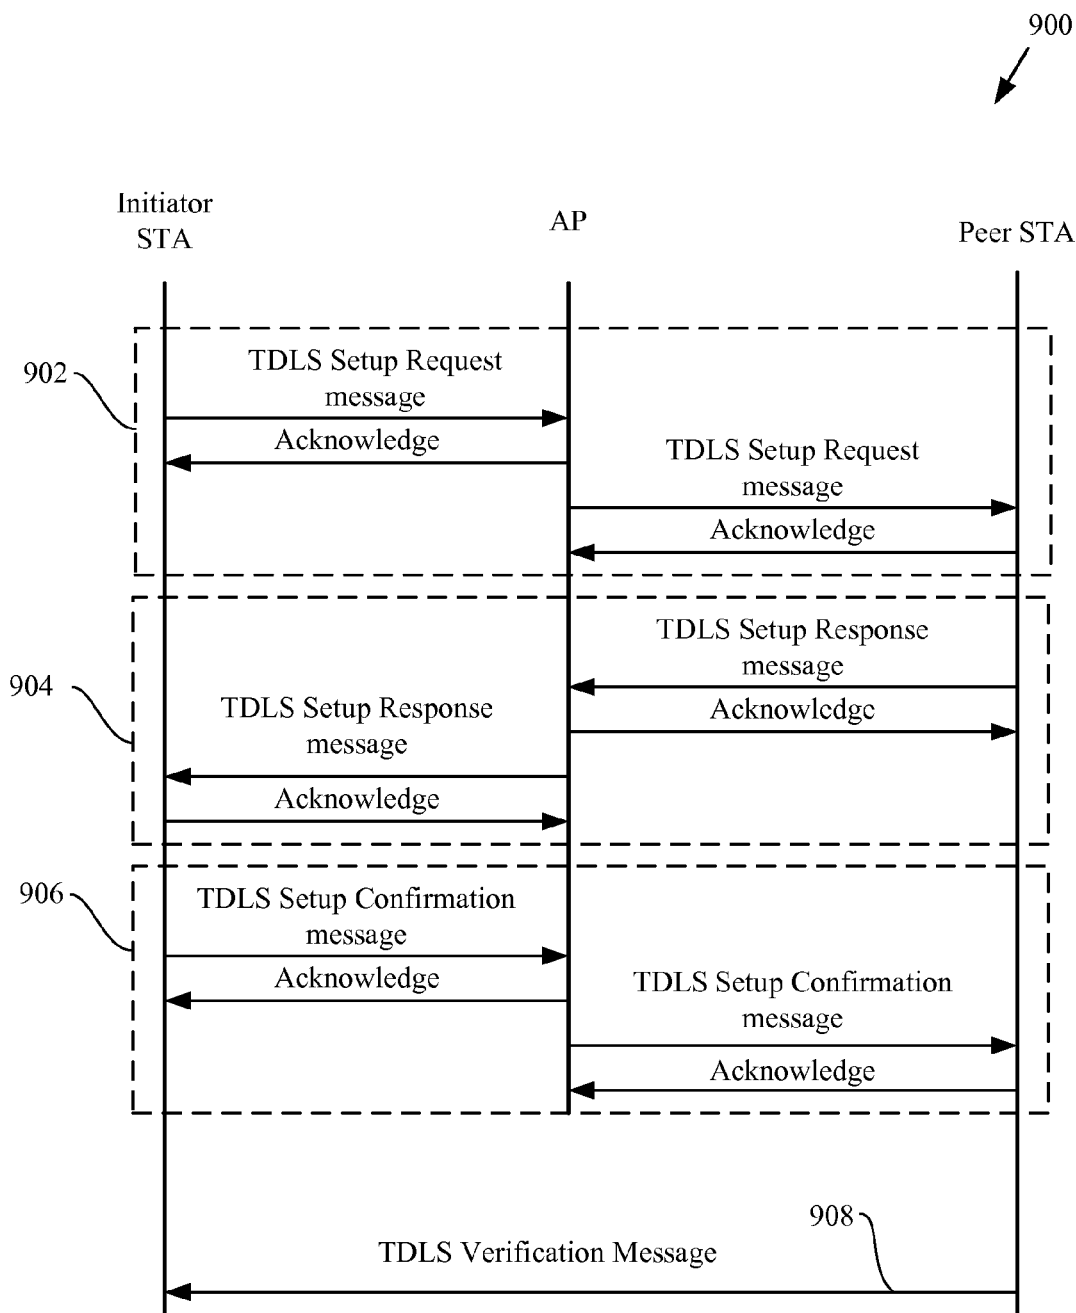 900
Initiator
STA
AP
Peer STA
902
TDLS Setup Request
message
Acknowledge
TDLS Setup Request
message
Acknowledge
904
TDLS Setup Response
message
Acknowledge
TDLS Setup Response
message
Acknowledge
906
TDLS Setup Confirmation
message
Acknowledge
TDLS Setup Confirmation
message
Acknowledge
908
TDLS Verification Message